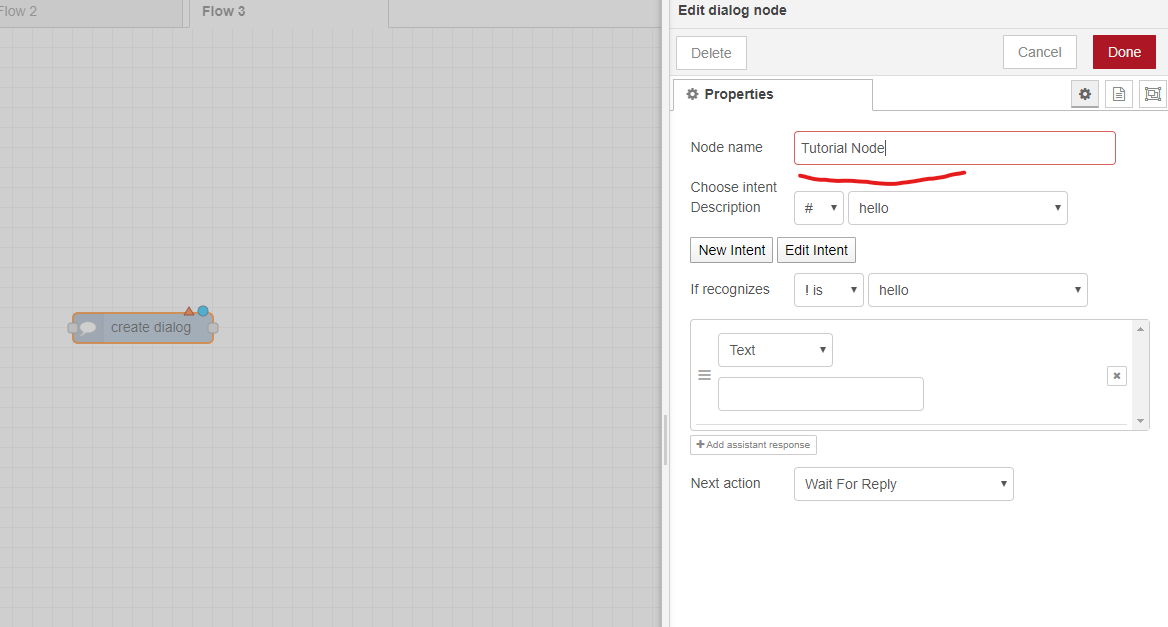 Flow 2
Flow 3
Edit dialog node
Delete
Cancel
Done
Properties
Node name
Tutorial Node
Choose intent
Description
#
hello
New Intent
Edit Intent
If recognizes
! is
hello
Text
Add assistant response
Next action
Wait For Reply
create dialog